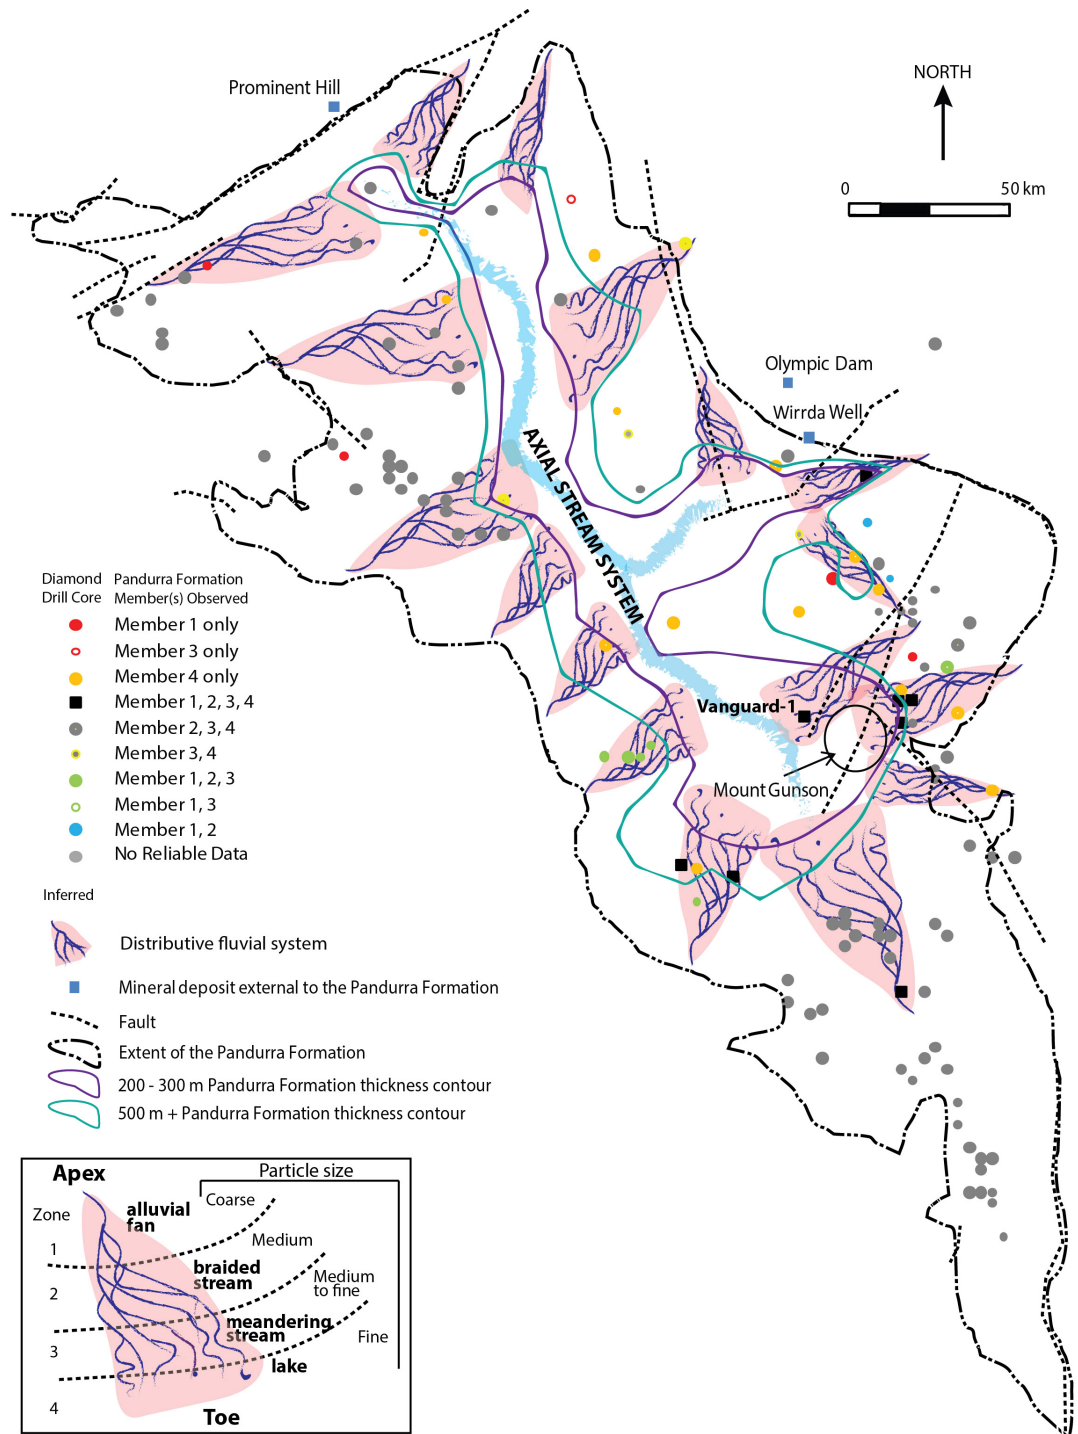 Prominent Hill
NORTH
0 50 km
Olympic Dam
Wirrda Well
AXIAL STREAM SYSTEM
Vanguard-1
Mount Gunson
Diamond
Drill Core
Pandurra Formation
Member(s) Observed
Member 1 only
Member 3 only
Member 4 only
Member 1, 2, 3, 4
Member 2, 3, 4
Member 3, 4
Member 1, 2, 3
Member 1, 3
Member 1, 2
No Reliable Data
Inferred
Distributive fluvial system
Mineral deposit external to the Pandurra Formation
Fault
Extent of the Pandurra Formation
200 - 300 m Pandurra Formation thickness contour
500 m + Pandurra Formation thickness contour
Apex
Particle size
Zone
alluvial
fan
Coarse
1
Medium
braided
stream
2
Medium
to fine
meandering
stream
Fine
3
lake
4
Toe